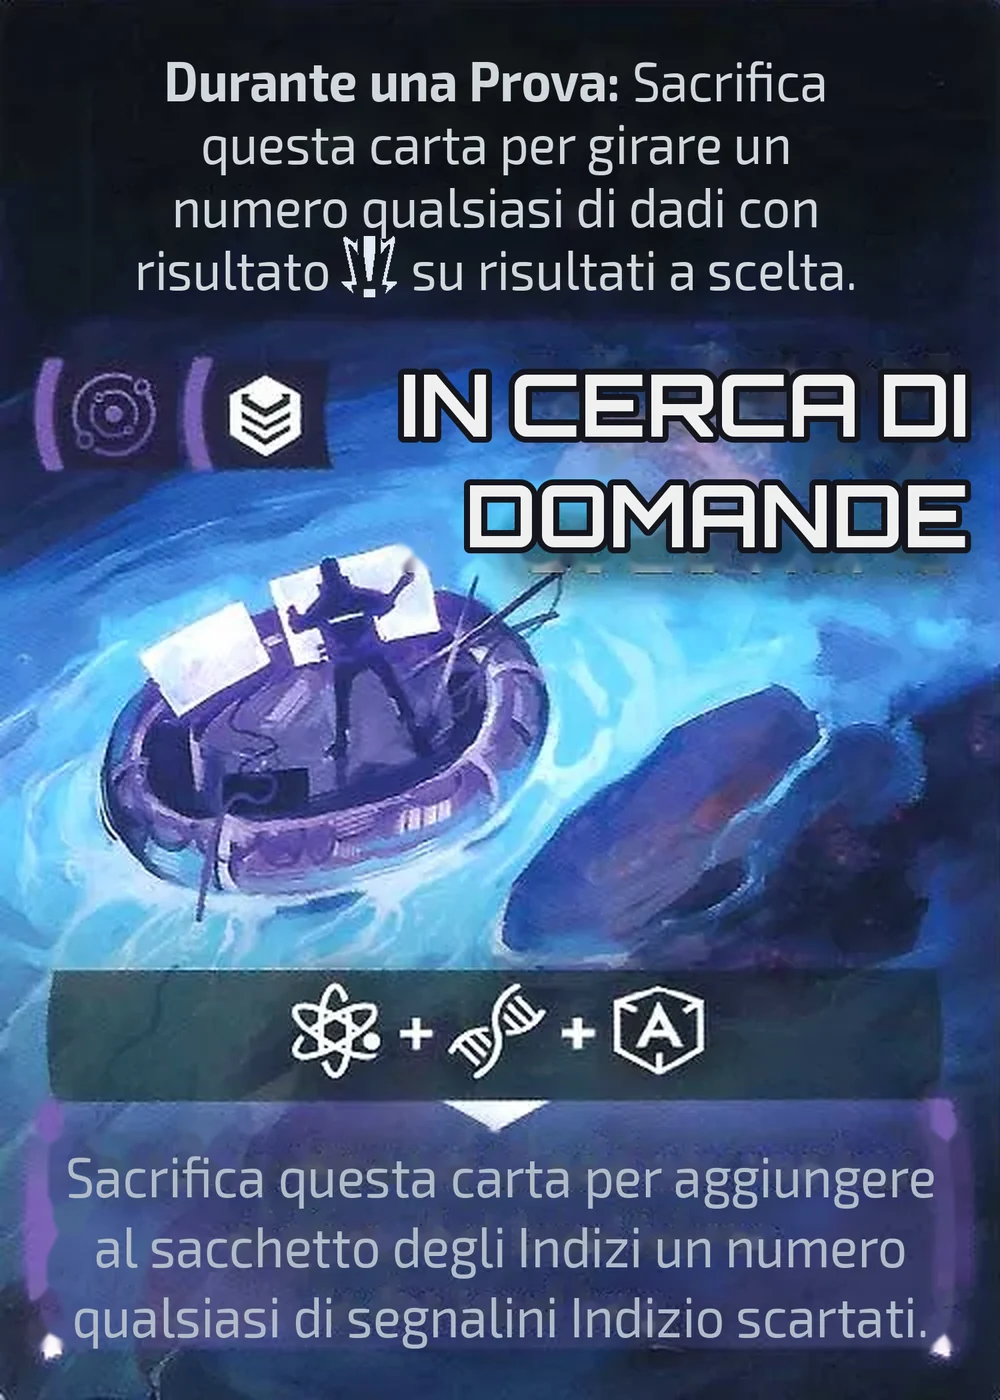 Durante una Prova: Sacrifica
questa carta per girare un
numero qualsiasi di dadi con
risultato ! su risultati a scelta.
IN CERCA DI
DOMANDE
+ + A
Sacrifica questa carta per aggiungere
al sacchetto degli Indizi un numero
qualsiasi di segnalini Indizio scartati.